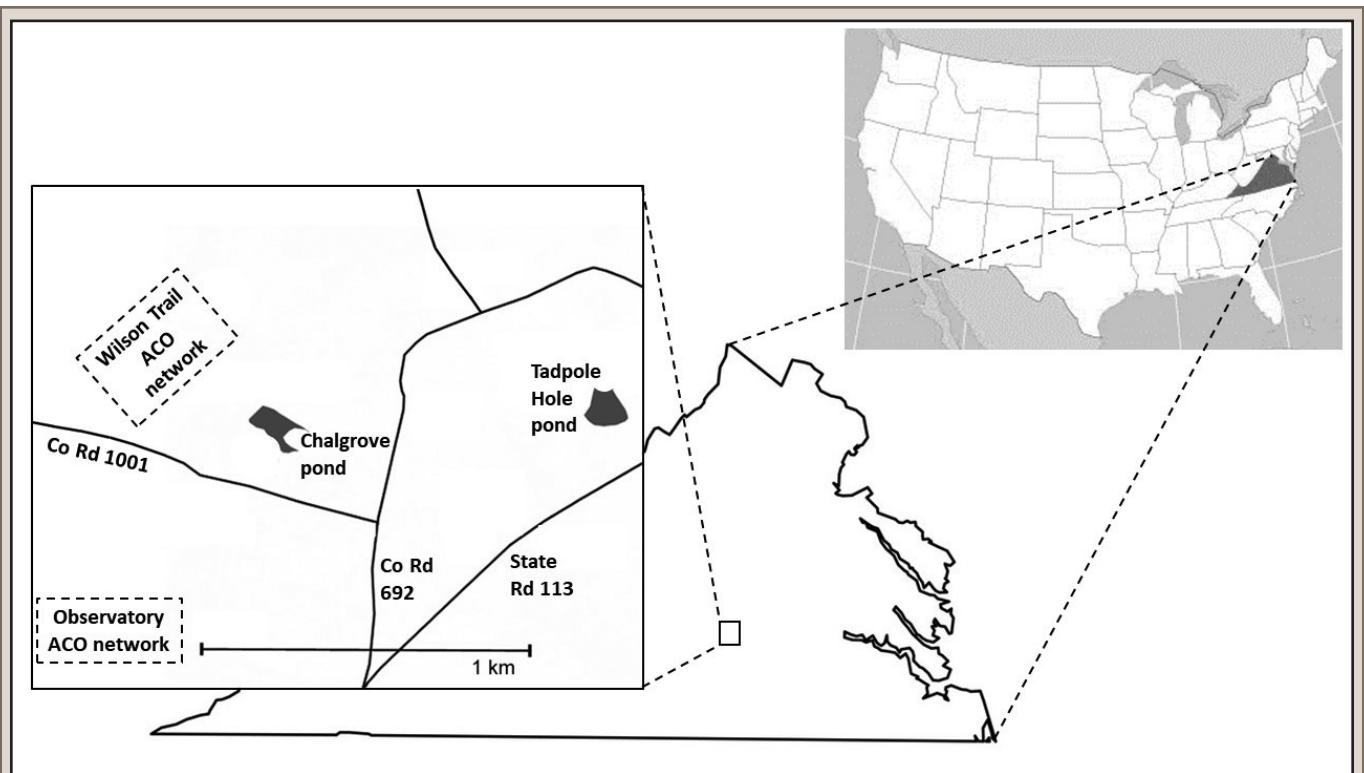 Wilson Trail
ACO
network
Tadpole
Hole
pond
Chalgrove
pond
Co Rd 1001
Co Rd
692
State
Rd 113
Observatory
ACO network
1 km